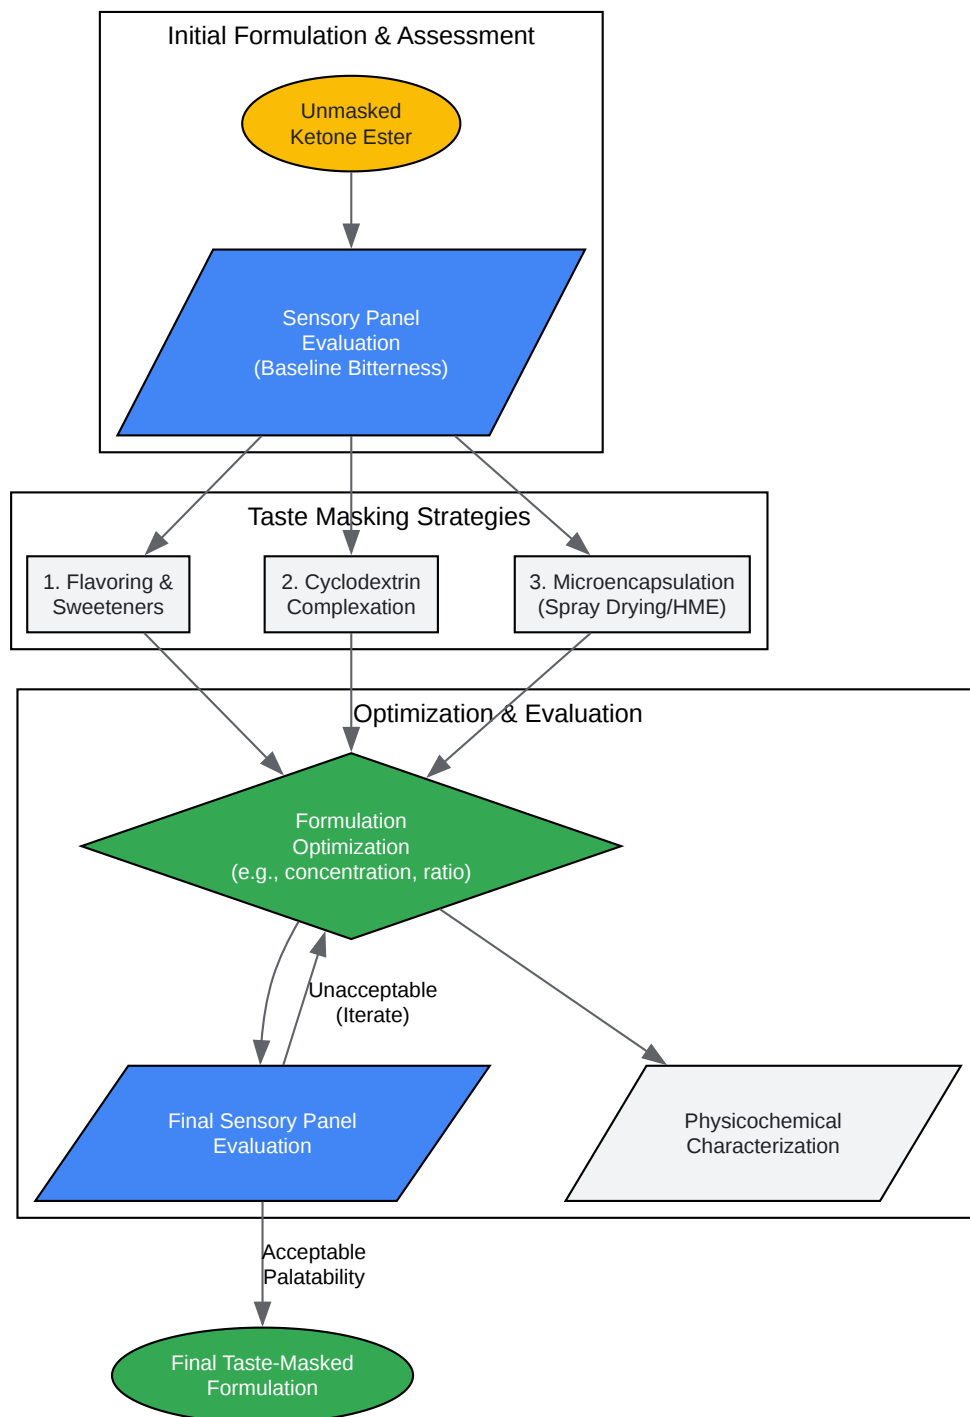 Initial Formulation & Assessment
Unmasked
Ketone Ester
Sensory Panel
Evaluation
(Baseline Bitterness)
Taste Masking Strategies
1. Flavoring &
Sweeteners
2. Cyclodextrin
Complexation
3. Microencapsulation
(Spray Drying/HME)
Optimization & Evaluation
Formulation
Optimization
(e.g., concentration, ratio)
Unacceptable
(Iterate)
Final Sensory Panel
Evaluation
Physicochemical
Characterization
Acceptable
Palatability
Final Taste-Masked
Formulation